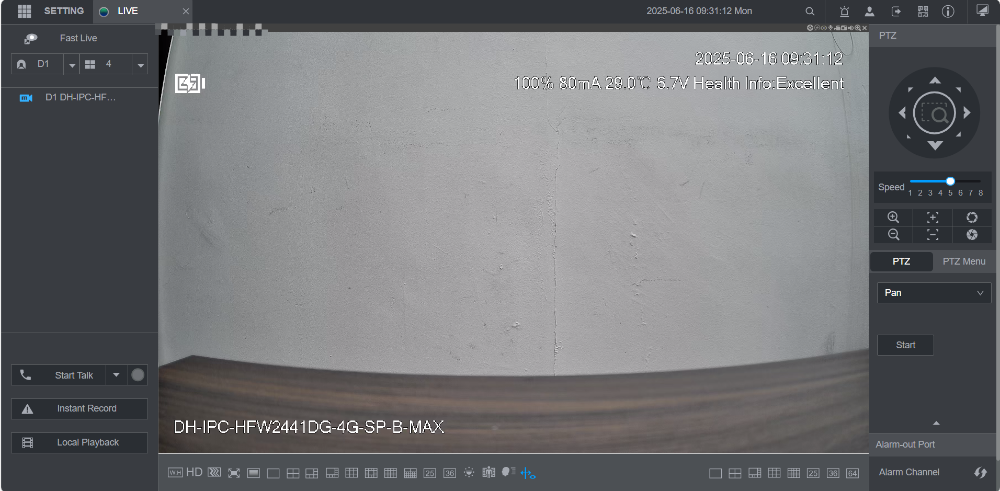 SETTING
LIVE
2025-06-16 09:31:12 Mon
Fast Live
D1
4
D1 DH-IPC-HF...
2025-06-16 09:31:12
100% 80mA 29.0℃ 6.7V Health Info:Excellent
DH-IPC-HFW2441DG-4G-SP-B-MAX
Start Talk
Instant Record
Local Playback
W:H
HD
25
36
25
36
64
PTZ
Speed
1 2 3 4 5 6 7 8
PTZ
PTZ Menu
Pan
Start
Alarm-out Port
Alarm Channel